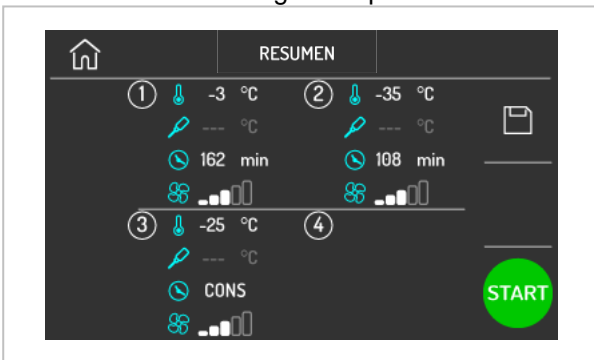 RESUMEN
1 -3 °C 2 -35 °C
--- °C --- °C
162 min 108 min
3 -25 °C 4
--- °C
CONS
START